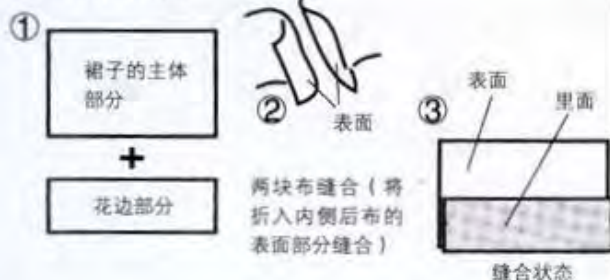 ①
裙子的主体
部分
+
花边部分
②
表面
两块布缝合（将
折入内侧后布的
表面部分缝合）
③
表面
里面
缝合状态